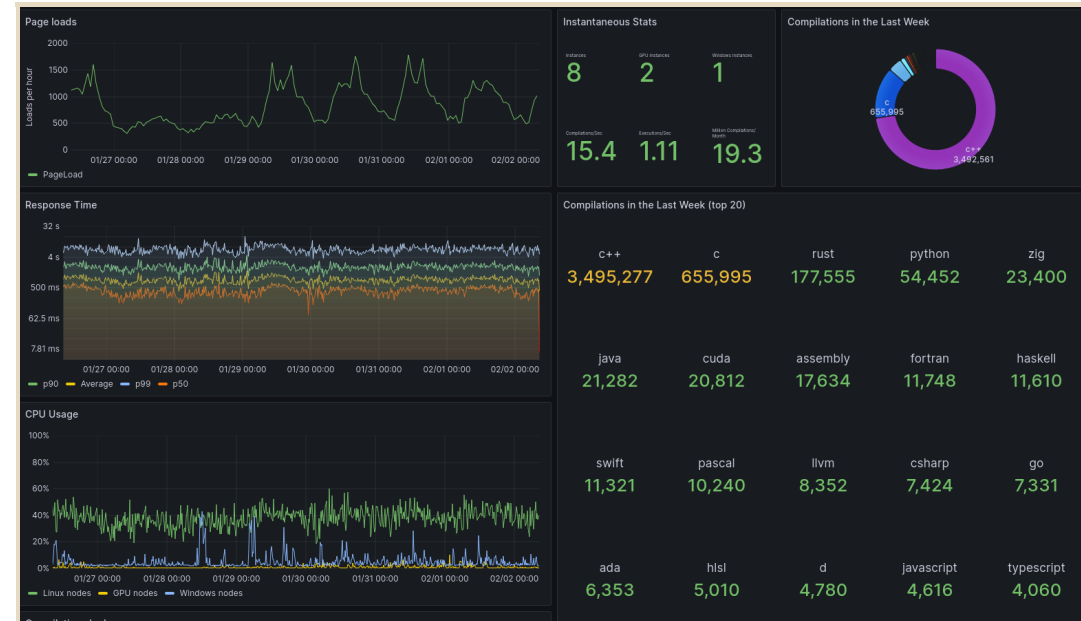 Page loads
Loads per hour
2000
1500
1000
500
0
01/27 00:00 01/28 00:00 01/29 00:00 01/30 00:00 01/31 00:00 02/01 00:00 02/02 00:00
PageLoad
Instantaneous Stats
Instances GPU Instances Windows Instances
8 2 1
Compilations/Sec Executions/Sec Million Compilations/
Month
15.4 1.11 19.3
Compilations in the Last Week
c
655,995
c++
3,492,561
Response Time
32 s
4 s
500 ms
62.5 ms
7.81 ms
01/27 00:00 01/28 00:00 01/29 00:00 01/30 00:00 01/31 00:00 02/01 00:00 02/02 00:00
p90 Average p99 p50
CPU Usage
100%
80%
60%
40%
20%
0%
01/27 00:00 01/28 00:00 01/29 00:00 01/30 00:00 01/31 00:00 02/01 00:00 02/02 00:00
Linux nodes GPU nodes Windows nodes
Compilations in the Last Week (top 20)
c++ c rust python zig
3,495,277 655,995 177,555 54,452 23,400
java cuda assembly fortran haskell
21,282 20,812 17,634 11,748 11,610
swift pascal llvm csharp go
11,321 10,240 8,352 7,424 7,331
ada hlsl d javascript typescript
6,353 5,010 4,780 4,616 4,060